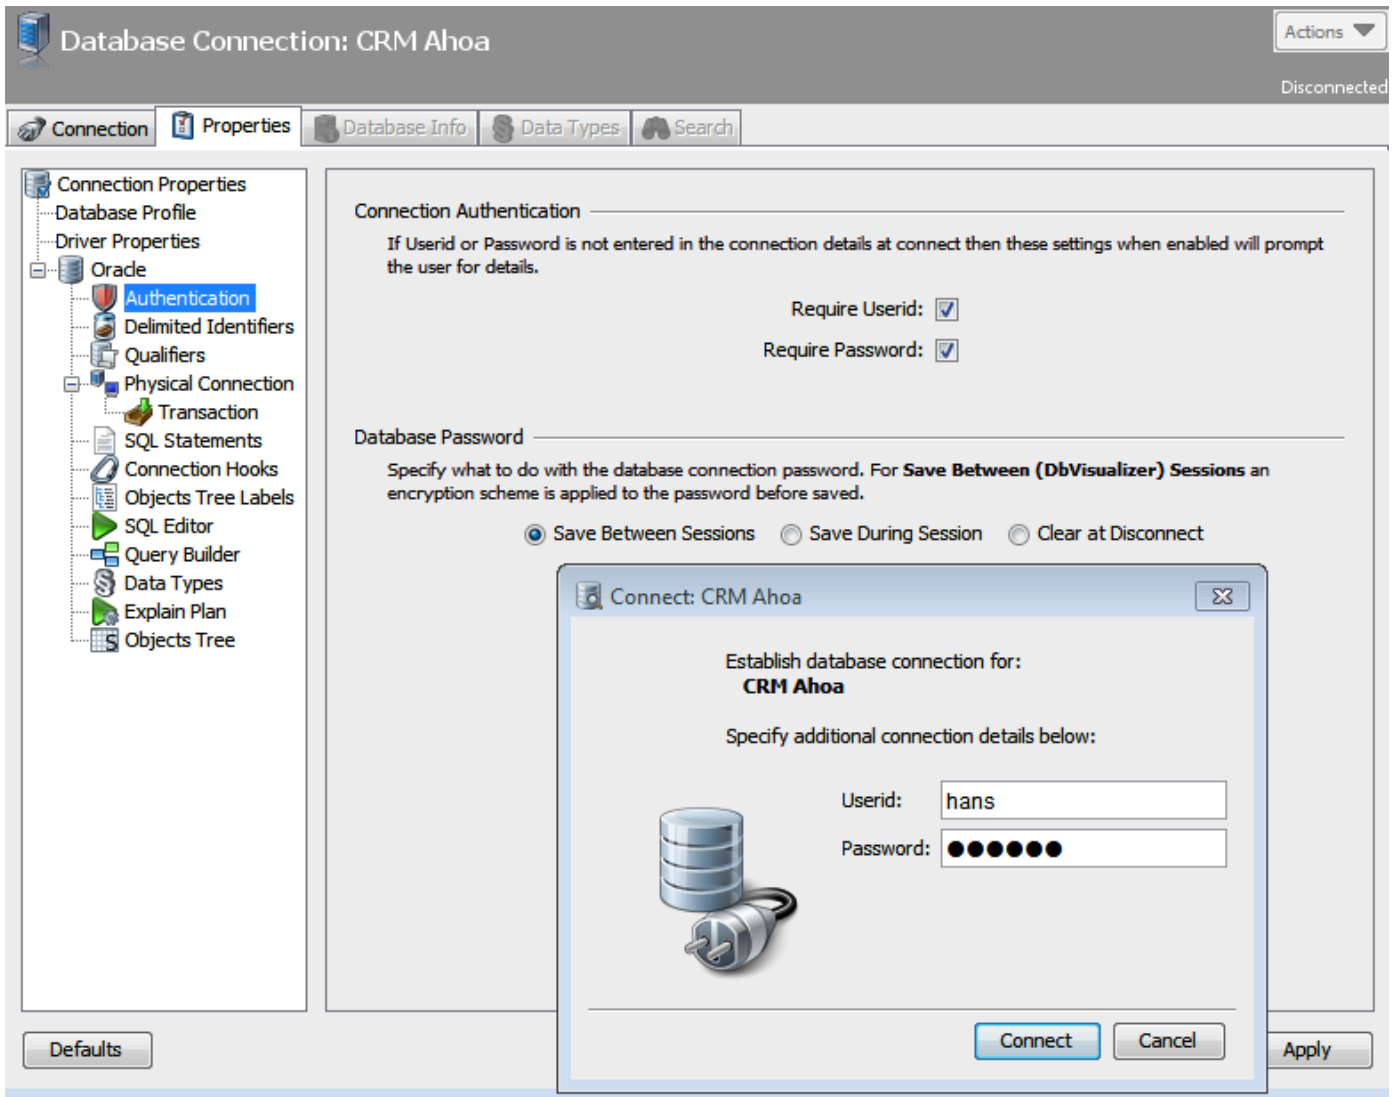 Database Connection: CRM Ahoa
Actions
Disconnected
Connection
Properties
Database Info
Data Types
Search
Connection Properties
Database Profile
Driver Properties
Oracle
Authentication
Delimited Identifiers
Qualifiers
Physical Connection
Transaction
SQL Statements
Connection Hooks
Objects Tree Labels
SQL Editor
Query Builder
Data Types
Explain Plan
Objects Tree
Connection Authentication
If Userid or Password is not entered in the connection details at connect then these settings when enabled will prompt
the user for details.
Require Userid:
Require Password:
Database Password
Specify what to do with the database connection password. For Save Between (DbVisualizer) Sessions an
encryption scheme is applied to the password before saved.
Save Between Sessions Save During Session Clear at Disconnect
Connect: CRM Ahoa
Establish database connection for:
CRM Ahoa
Specify additional connection details below:
Userid: hans
Password: ●●●●●●
Connect Cancel
Defaults
Apply